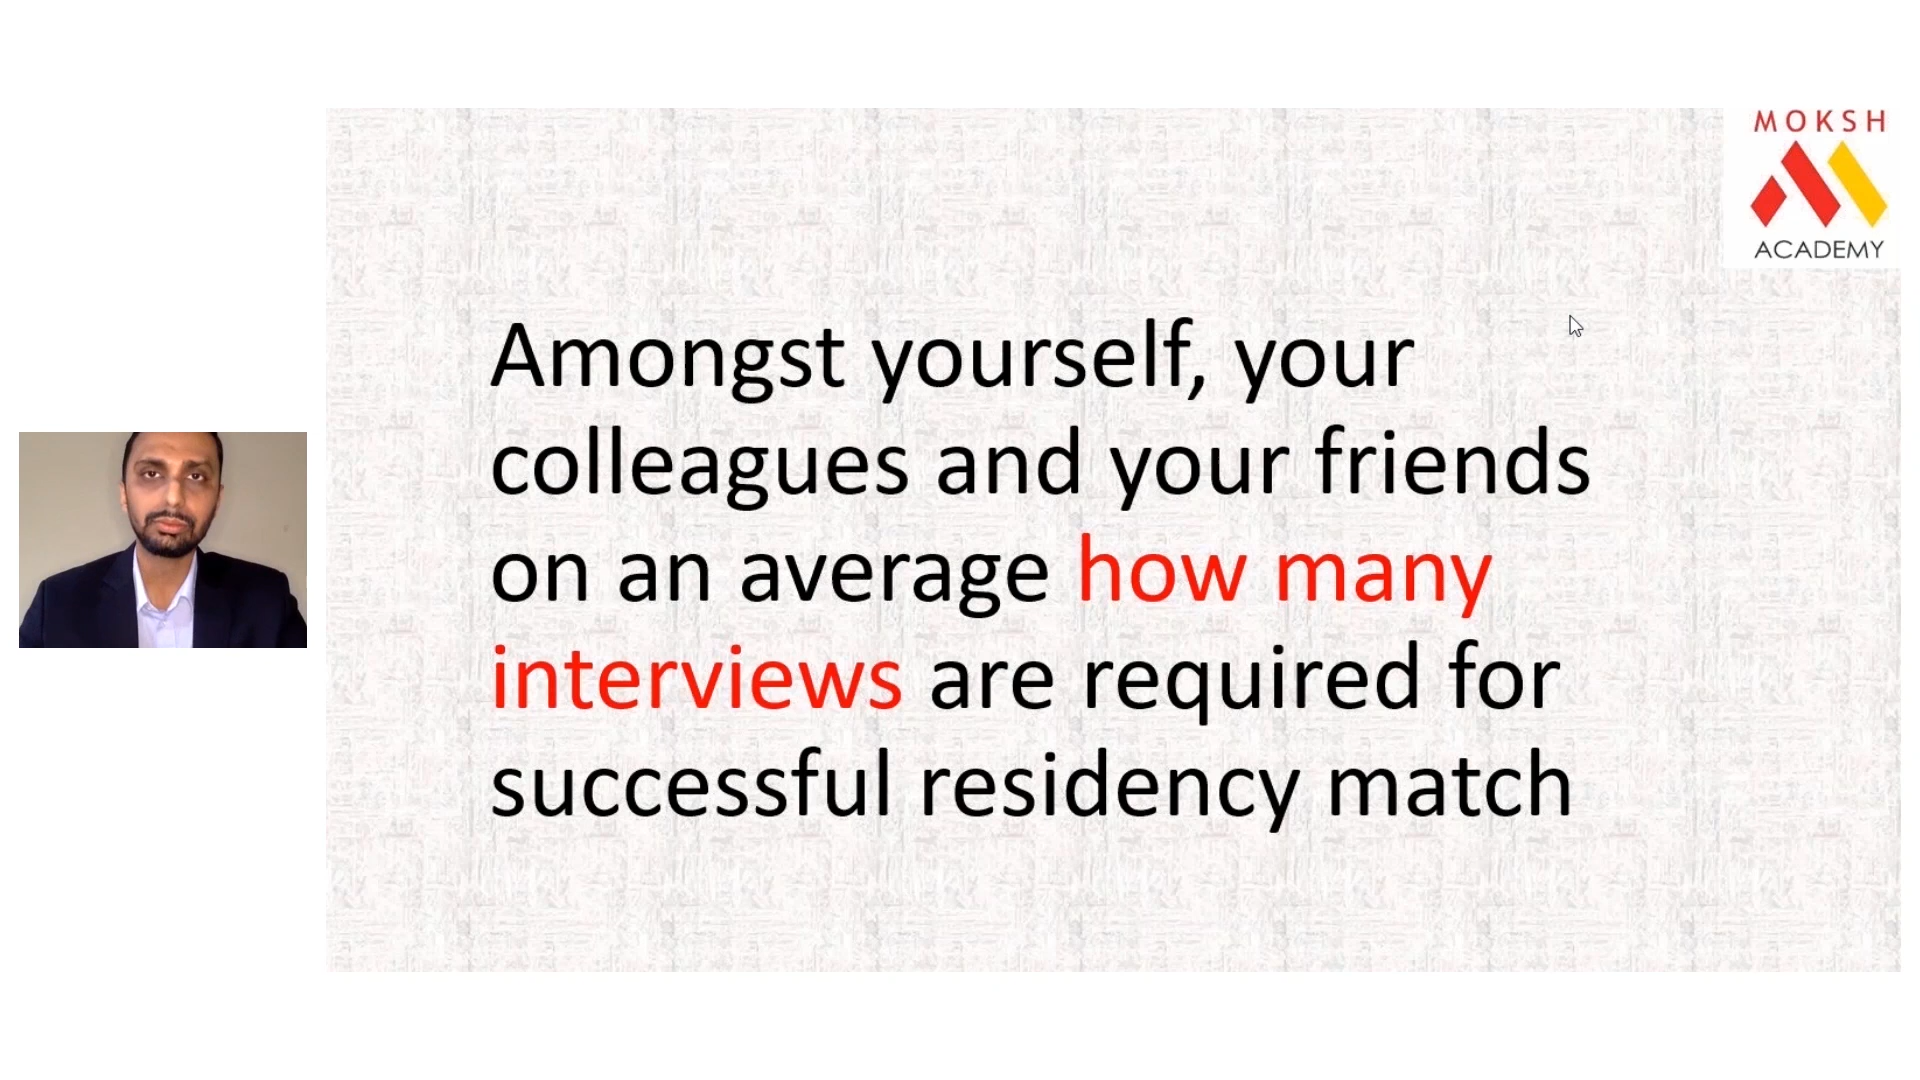 MOKSH
ACADEMY
Amongst yourself, your
colleagues and your friends
on an average how many
interviews are required for
successful residency match